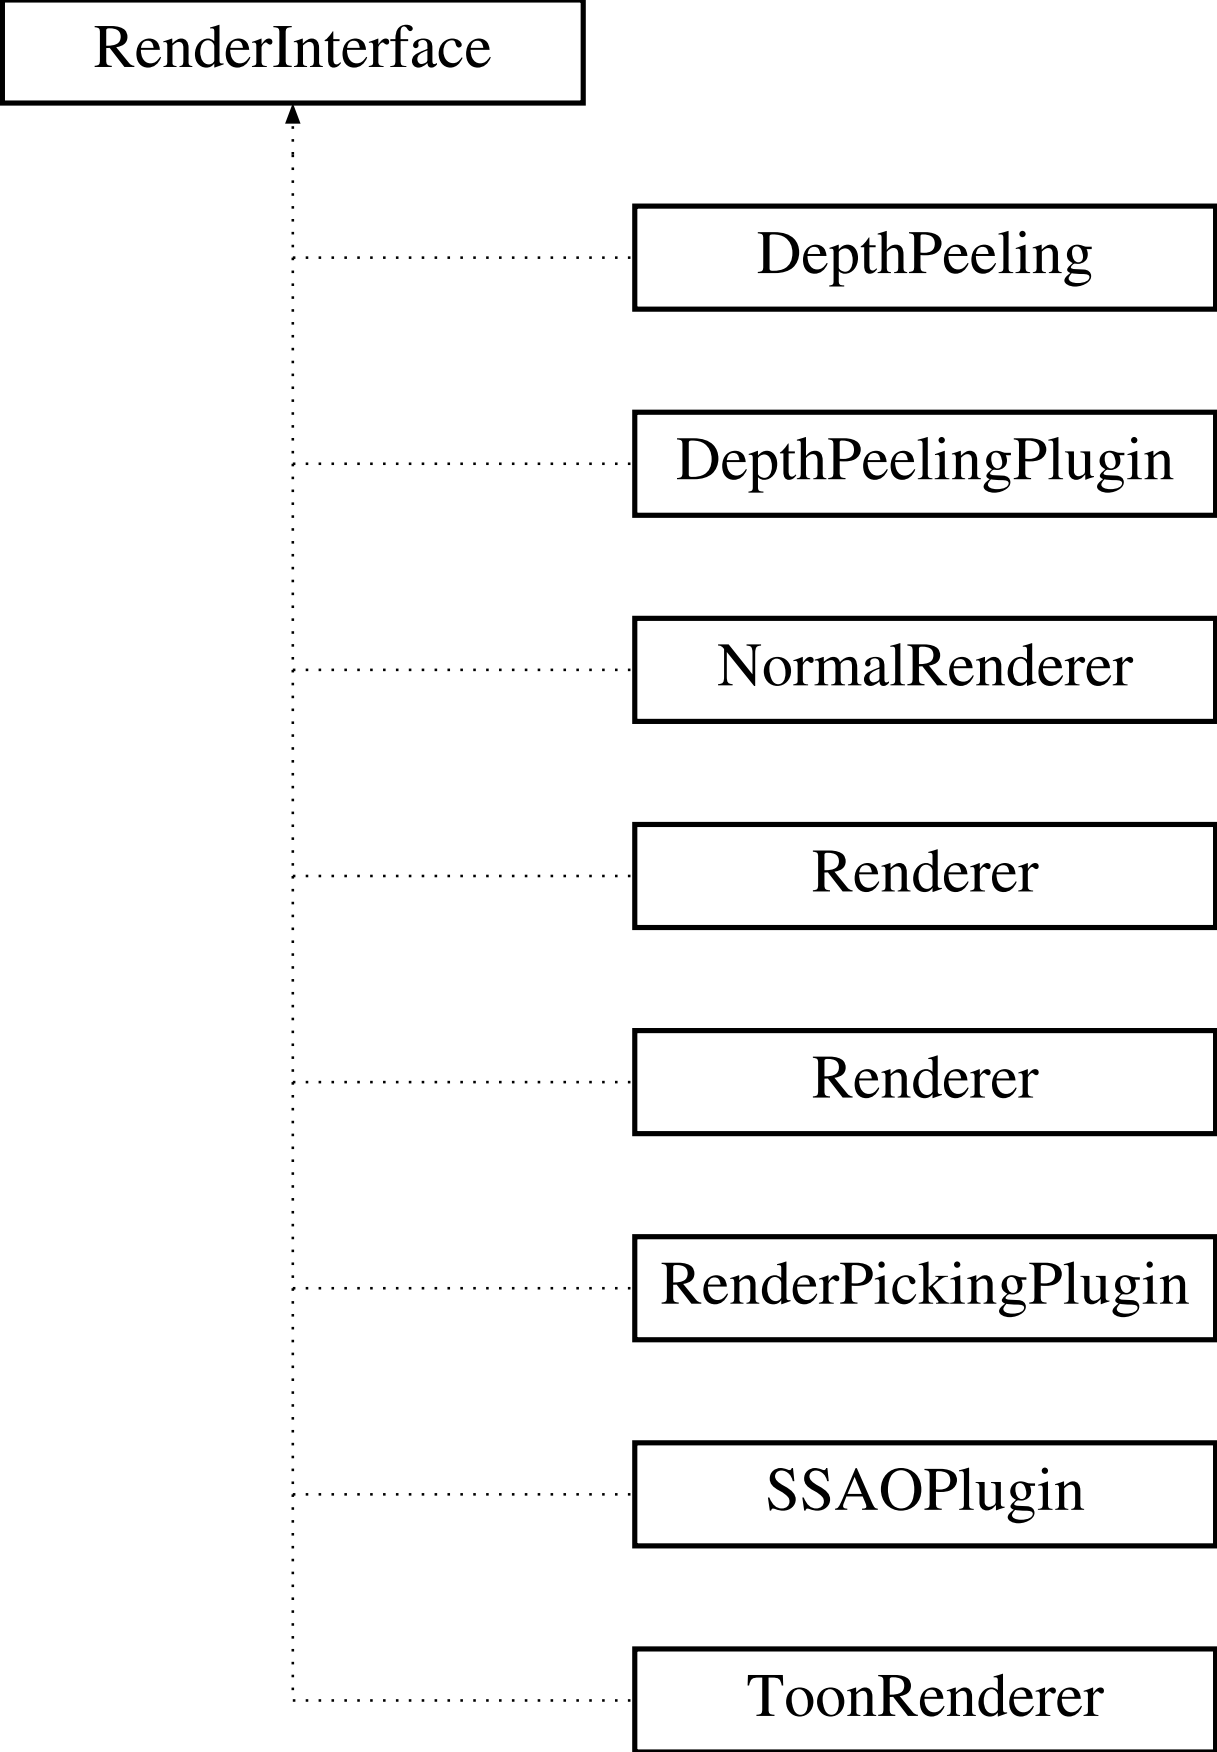 RenderInterface
DepthPeeling
DepthPeelingPlugin
NormalRenderer
Renderer
Renderer
RenderPickingPlugin
SSAOPlugin
ToonRenderer